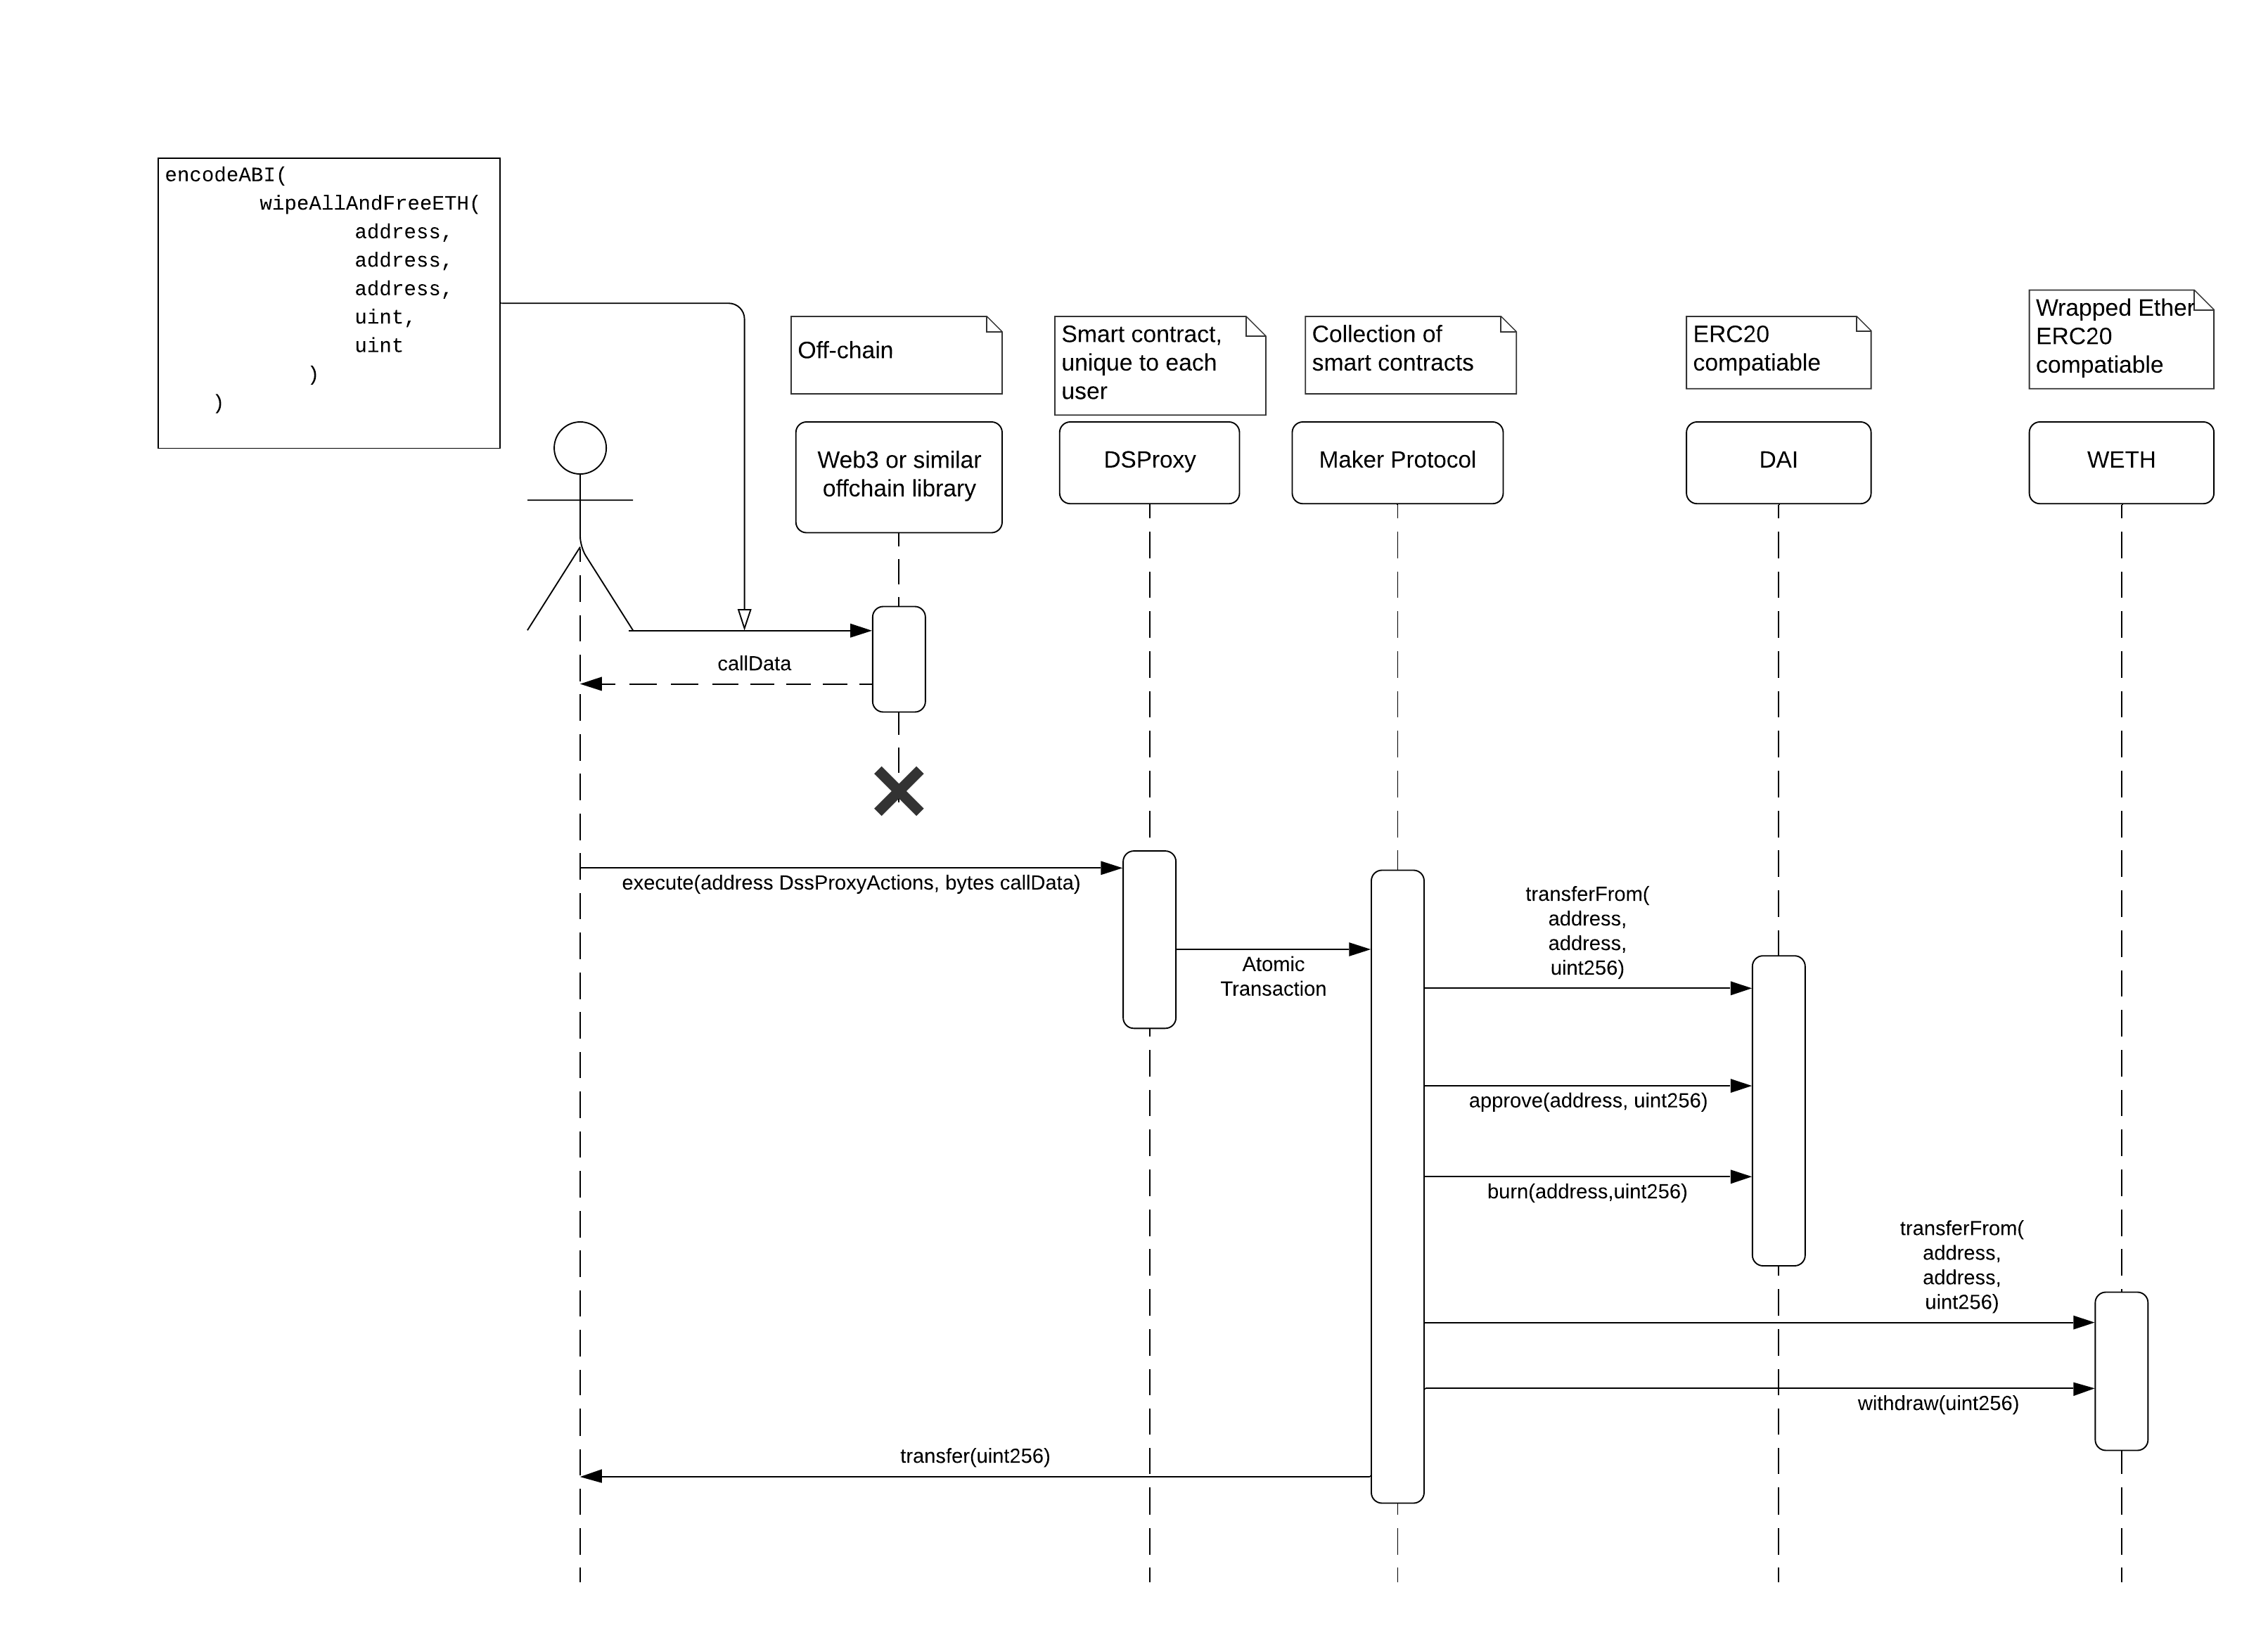 encodeABI(
wipeAllAndFreeETH(
address,
address,
address,
uint,
uint
)
)
Off-chain
Smart contract,
unique to each
user
Collection of
smart contracts
ERC20
compatiable
Wrapped Ether
ERC20
compatiable
Web3 or similar
offchain library
DSProxy
Maker Protocol
DAI
WETH
callData
execute(address DssProxyActions, bytes callData)
Atomic
Transaction
transferFrom(
address,
address,
uint256)
approve(address, uint256)
burn(address,uint256)
transferFrom(
address,
address,
uint256)
withdraw(uint256)
transfer(uint256)